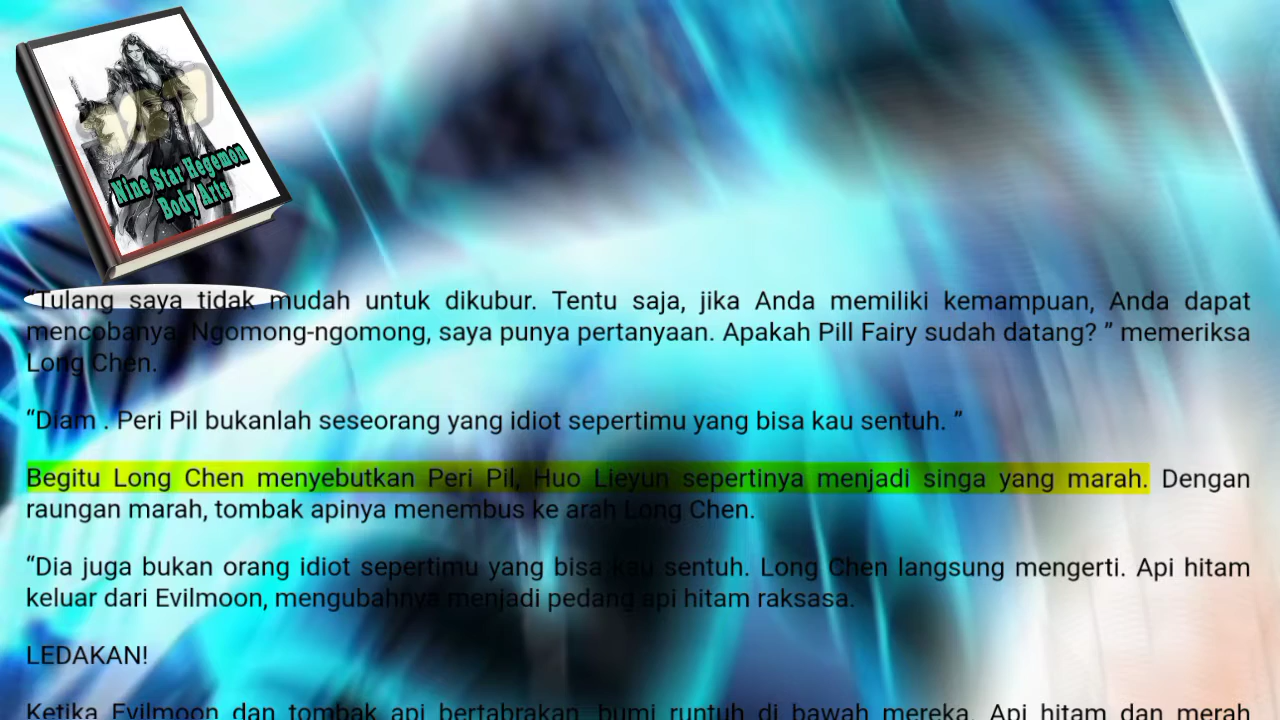 Nine Star Hegemon
Body Arts
“Tulang saya tidak mudah untuk dikubur. Tentu saja, jika Anda memiliki kemampuan, Anda dapat
mencobanya. Ngomong-ngomong, saya punya pertanyaan. Apakah Pill Fairy sudah datang? ” memeriksa
Long Chen.
“Diam . Peri Pil bukanlah seseorang yang idiot sepertimu yang bisa kau sentuh. ”
Begitu Long Chen menyebutkan Peri Pil, Huo Lieyun sepertinya menjadi singa yang marah. Dengan
raungan marah, tombak apinya menembus ke arah Long Chen.
“Dia juga bukan orang idiot sepertimu yang bisa kau sentuh. Long Chen langsung mengerti. Api hitam
keluar dari Evilmoon, mengubahnya menjadi pedang api hitam raksasa.
LEDAKAN!
Ketika Evilmoon dan tombak api bertabrakan, bumi runtuh di bawah mereka. Api hitam dan merah